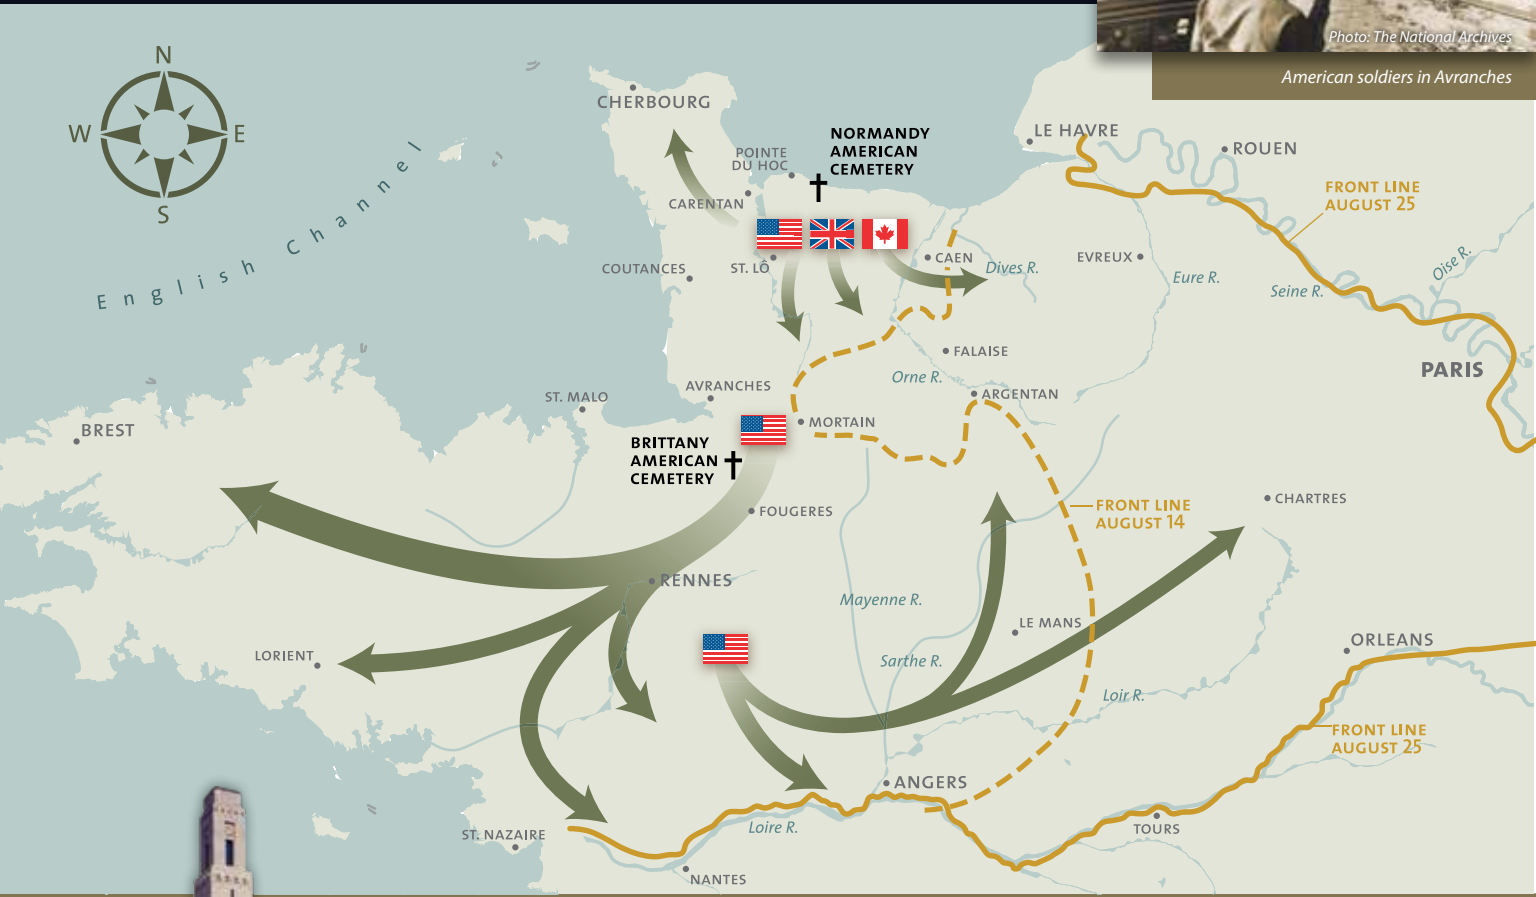 Photo: The National Archives
American soldiers in Avranches
N
W
E
S
English Channel
CHERBOURG
POINTE
DU HOC
NORMANDY
AMERICAN
CEMETERY
CARENTAN
LE HAVRE
ROUEN
FRONT LINE
AUGUST 25
COUTANCES
ST. LÔ
CAEN
Dives R.
EVREUX
Eure R.
Seine R.
Oise R.
FALAISE
Orne R.
PARIS
ST. MALO
AVRANCHES
ARGENTAN
BREST
MORTAIN
BRITTANY
AMERICAN
CEMETERY
FOUGERES
FRONT LINE
AUGUST 14
CHARTRES
RENNES
Mayenne R.
LE MANS
LORIENT
Sarthe R.
ORLEANS
Loir R.
FRONT LINE
AUGUST 25
ANGERS
ST. NAZAIRE
Loire R.
TOURS
NANTES